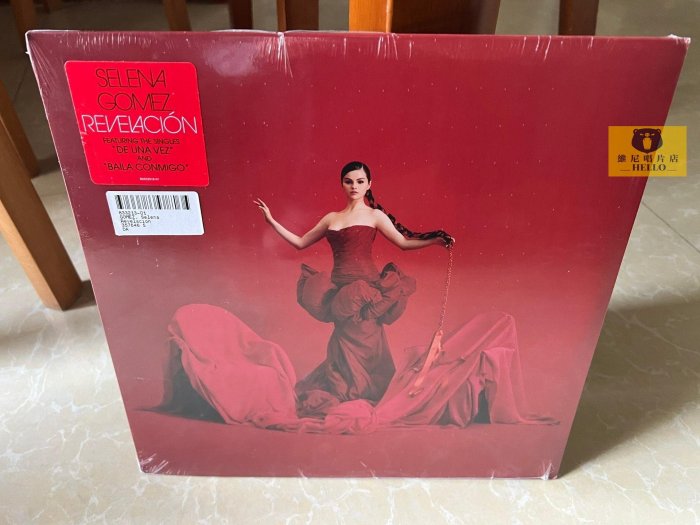 SELENA
GOMEZ
REVELACIÓN
FEATURING THE SINGLES
"DE UNA VEZ"
AND
"BAILA CONMIGO"
GOMEZ, Selena
Revelacion
維尼唱片店
HELLO